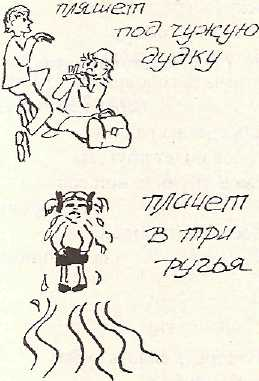 пляшет
под чужую
дудку
плачет
в три
ручья